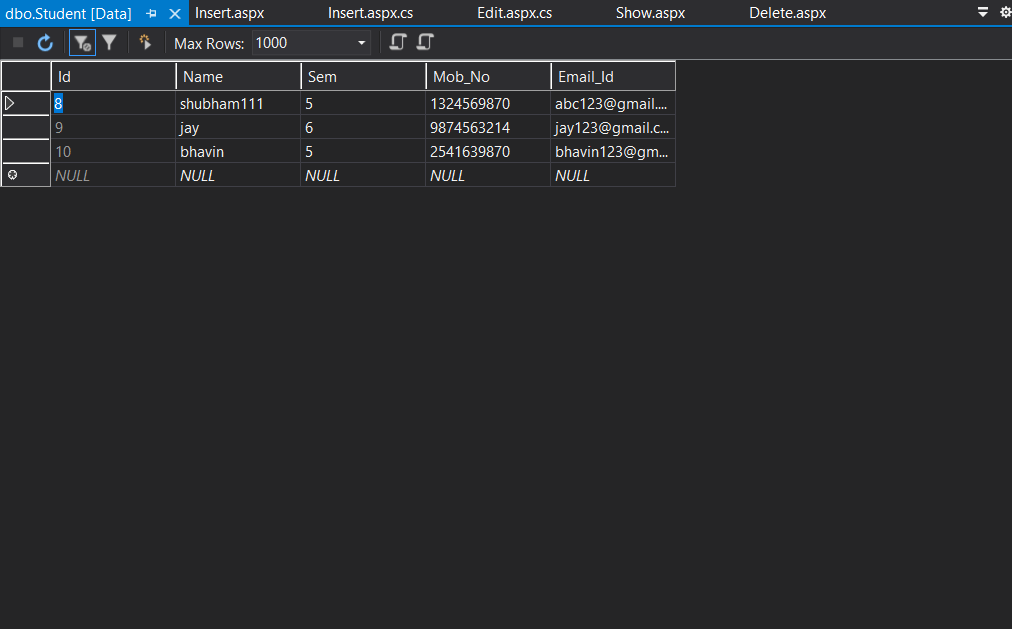 dbo.Student [Data] Insert.aspx Insert.aspx.cs Edit.aspx.cs Show.aspx Delete.aspx
Max Rows: 1000
Id Name Sem Mob_No Email_Id
8 shubham111 5 1324569870 abc123@gmail....
9 jay 6 9874563214 jay123@gmail.c...
10 bhavin 5 2541639870 bhavin123@gm...
NULL NULL NULL NULL NULL